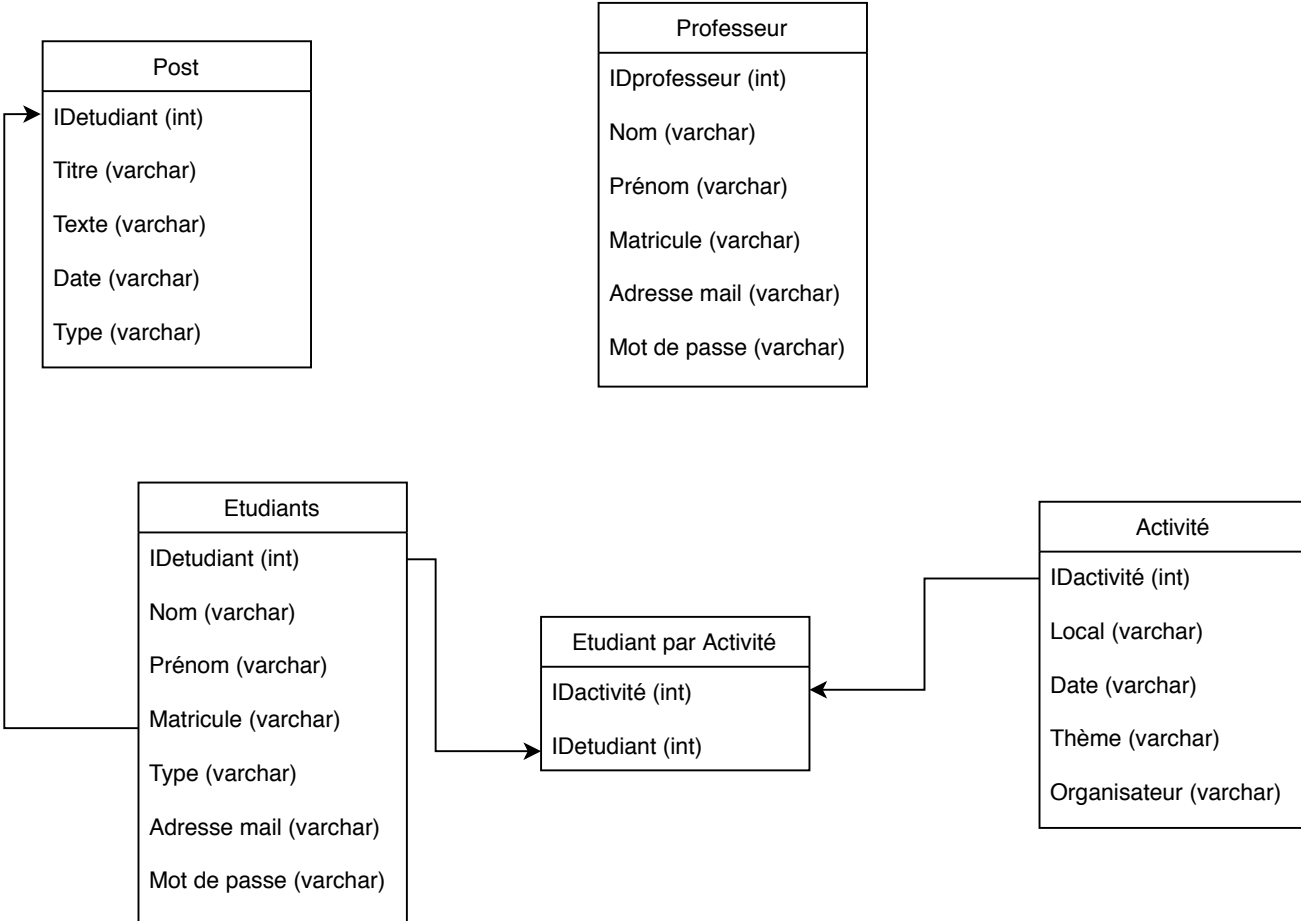 Post
IDetudiant (int)
Titre (varchar)
Texte (varchar)
Date (varchar)
Type (varchar)
Professeur
IDprofesseur (int)
Nom (varchar)
Prénom (varchar)
Matricule (varchar)
Adresse mail (varchar)
Mot de passe (varchar)
Etudiants
IDetudiant (int)
Nom (varchar)
Prénom (varchar)
Matricule (varchar)
Type (varchar)
Adresse mail (varchar)
Mot de passe (varchar)
Etudiant par Activité
IDactivité (int)
IDetudiant (int)
Activité
IDactivité (int)
Local (varchar)
Date (varchar)
Thème (varchar)
Organisateur (varchar)